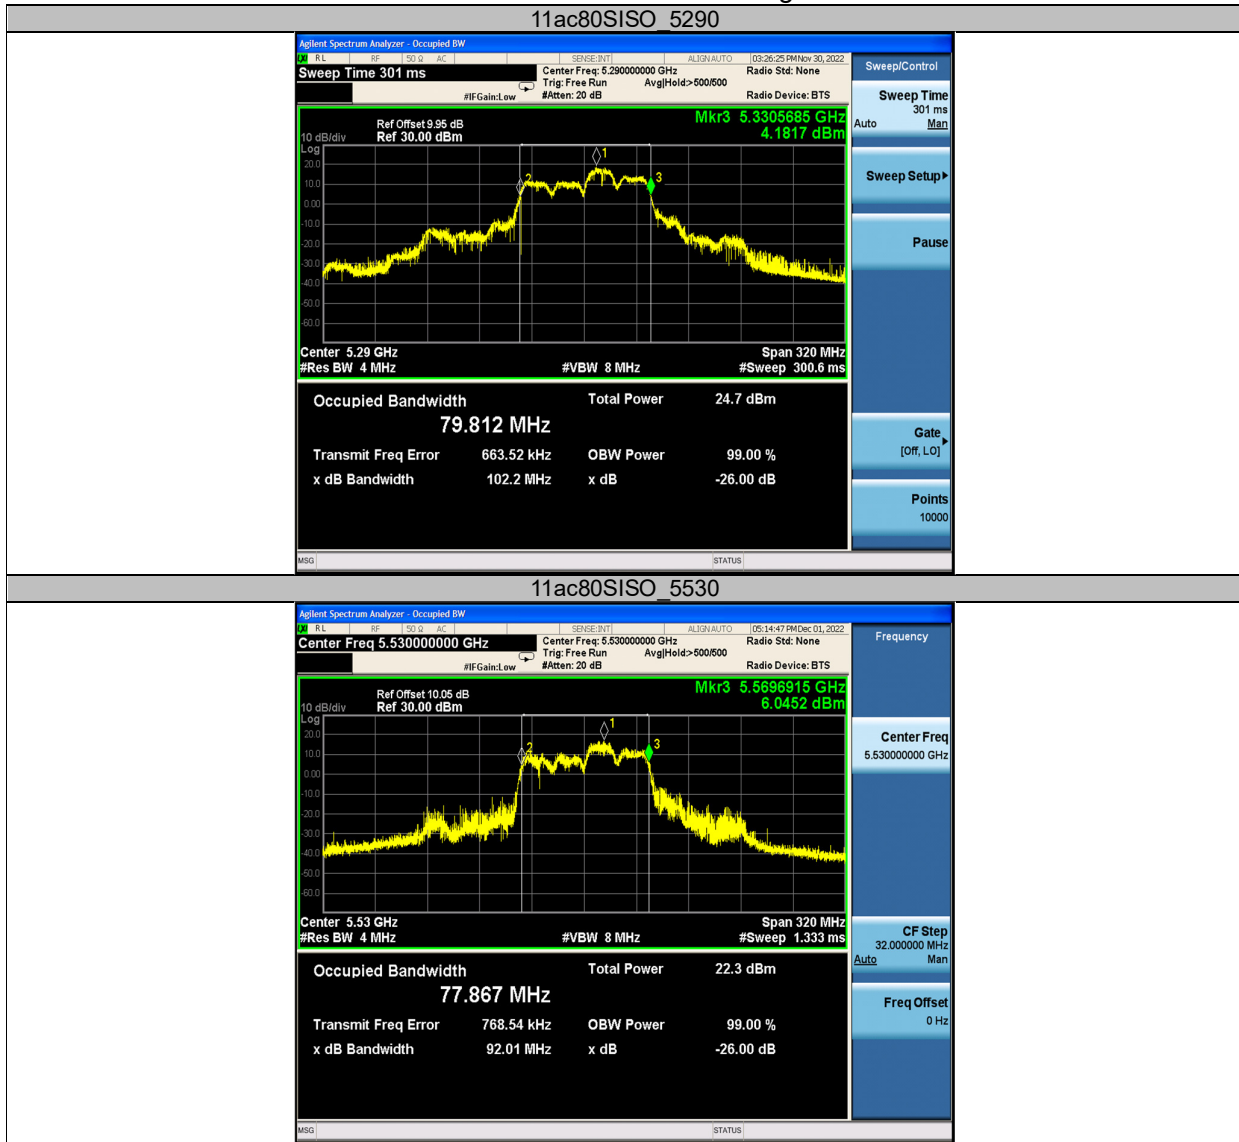 11ac80SISO_5290
Agilent Spectrum Analyzer - Occupied BW
LXI RL RF 50 Ω AC SENSE:INT ALIGN AUTO 03:26:25 PM Nov 30, 2022
Sweep Time 301 ms
Center Freq: 5.290000000 GHz
Radio Std: None
Trig: Free Run Avg|Hold:>500/500
#IFGain:Low #Atten: 20 dB Radio Device: BTS
Mkr3 5.3305685 GHz
4.1817 dBm
Ref Offset 9.95 dB
10 dB/div Ref 30.00 dBm
Log
20.0
10.0
0.00
-10.0
-20.0
-30.0
-40.0
-50.0
-60.0
1
2
3
Center 5.29 GHz Span 320 MHz
#Res BW 4 MHz #VBW 8 MHz #Sweep 300.6 ms
Occupied Bandwidth Total Power 24.7 dBm
79.812 MHz
Transmit Freq Error 663.52 kHz OBW Power 99.00 %
x dB Bandwidth 102.2 MHz x dB -26.00 dB
MSG STATUS
Sweep/Control
Sweep Time
301 ms
Auto Man
Sweep Setup
Pause
Gate
[Off, LO]
Points
10000
11ac80SISO_5530
Agilent Spectrum Analyzer - Occupied BW
LXI RL RF 50 Ω AC SENSE:INT ALIGN AUTO 05:14:47 PM Dec 01, 2022
Center Freq 5.530000000 GHz
Center Freq: 5.530000000 GHz
Radio Std: None
Trig: Free Run Avg|Hold:>500/500
#IFGain:Low #Atten: 20 dB Radio Device: BTS
Mkr3 5.5696915 GHz
6.0452 dBm
Ref Offset 10.05 dB
10 dB/div Ref 30.00 dBm
Log
20.0
10.0
0.00
-10.0
-20.0
-30.0
-40.0
-50.0
-60.0
1
2
3
Center 5.53 GHz Span 320 MHz
#Res BW 4 MHz #VBW 8 MHz #Sweep 1.333 ms
Occupied Bandwidth Total Power 22.3 dBm
77.867 MHz
Transmit Freq Error 768.54 kHz OBW Power 99.00 %
x dB Bandwidth 92.01 MHz x dB -26.00 dB
MSG STATUS
Frequency
Center Freq
5.530000000 GHz
CF Step
32.000000 MHz
Auto Man
Freq Offset
0 Hz